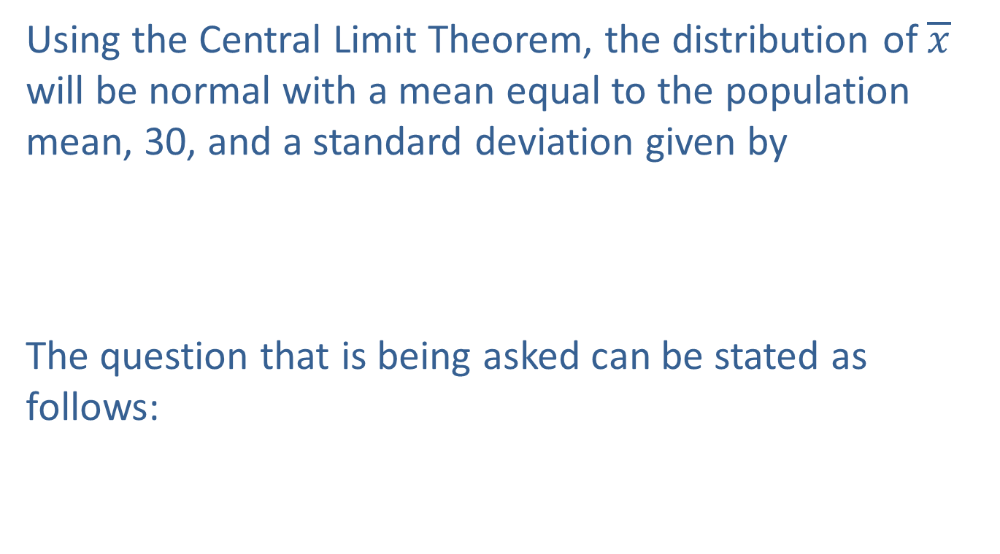 Using the Central Limit Theorem, the distribution of x̅
will be normal with a mean equal to the population
mean, 30, and a standard deviation given by
The question that is being asked can be stated as
follows: